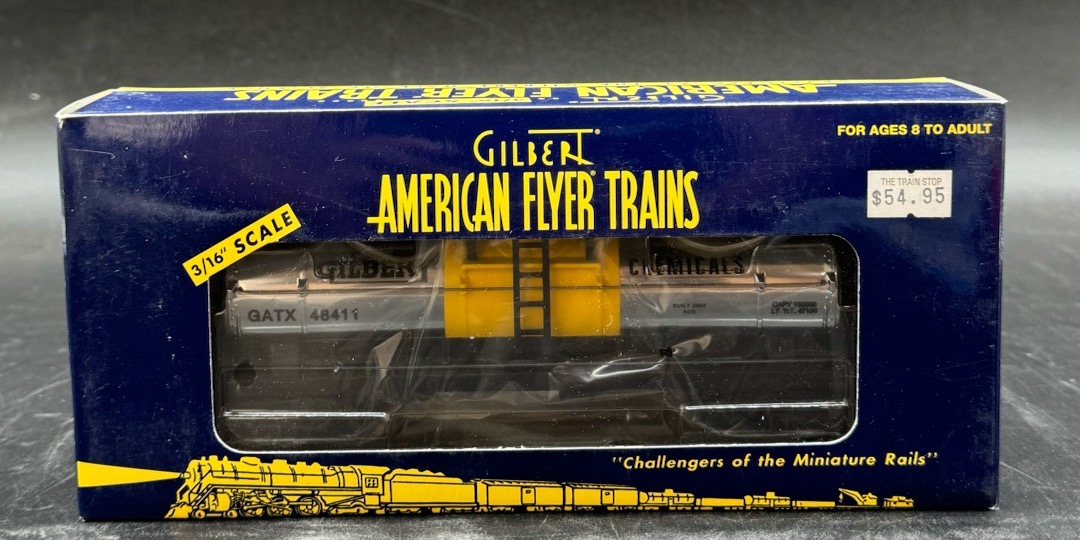 AMERICAN FLYER TRAINS
GILBERT
FOR AGES 8 TO ADULT
GILBERT®
AMERICAN FLYER® TRAINS
THE TRAIN STOP
$54.95
3/16" SCALE
GILBERT CHEMICALS
GATX 48411
"Challengers of the Miniature Rails"